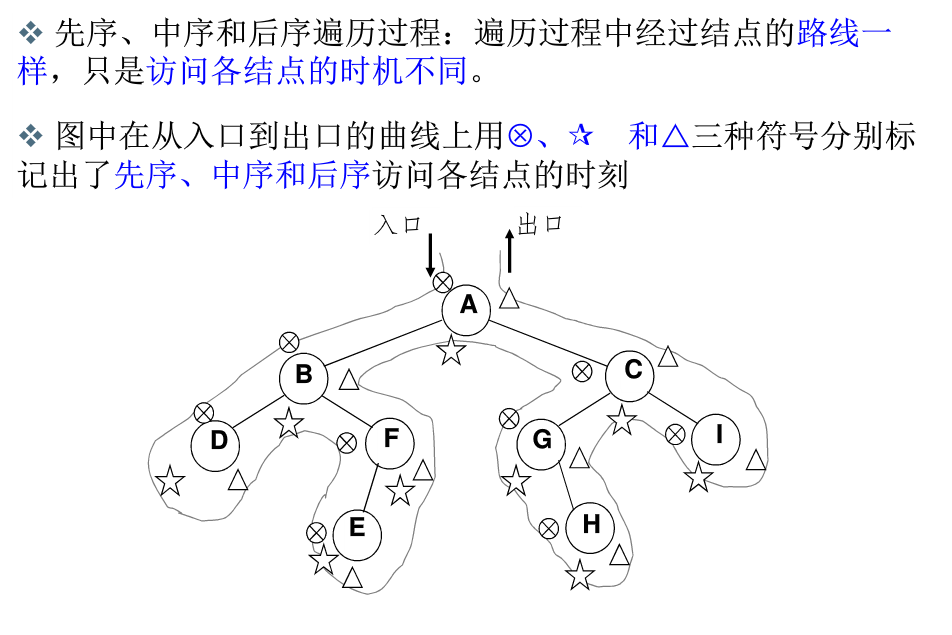 ❖ 先序、中序和后序遍历过程：遍历过程中经过结点的路线一
样，只是访问各结点的时机不同。
❖ 图中在从入口到出口的曲线上用⊗、☆ 和△三种符号分别标
记出了先序、中序和后序访问各结点的时刻
入口 出口
A
B C
D F G I
E H